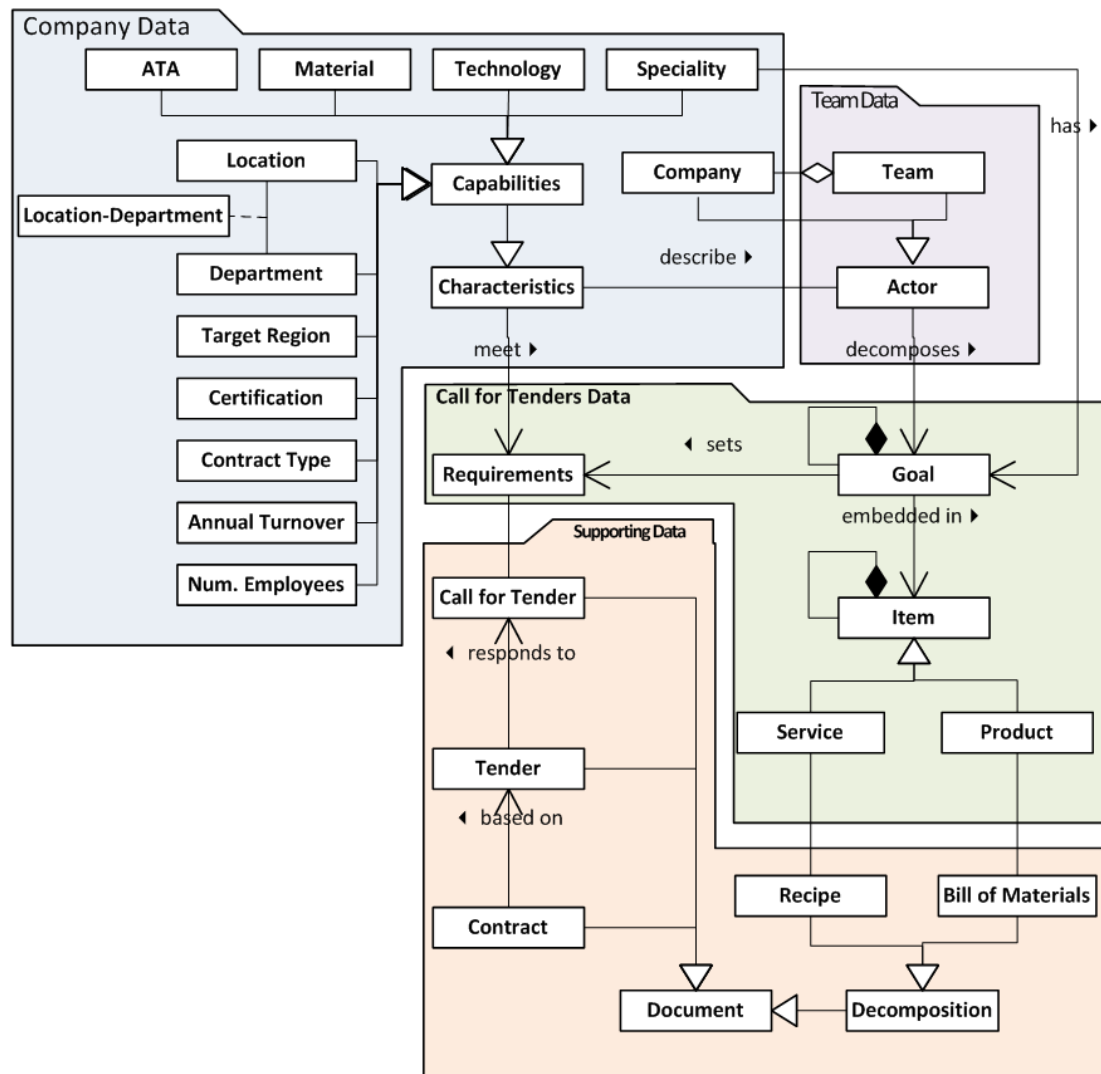 Company Data
ATA
Material
Technology
Speciality
Team Data
has
Location
Capabilities
Company
Team
Location-Department
describe
Department
Characteristics
Actor
Target Region
meet
decomposes
Certification
Call for Tenders Data
Contract Type
sets
Requirements
Goal
Annual Turnover
embedded in
Supporting Data
Num. Employees
Call for Tender
Item
responds to
Service
Product
Tender
based on
Recipe
Bill of Materials
Contract
Document
Decomposition